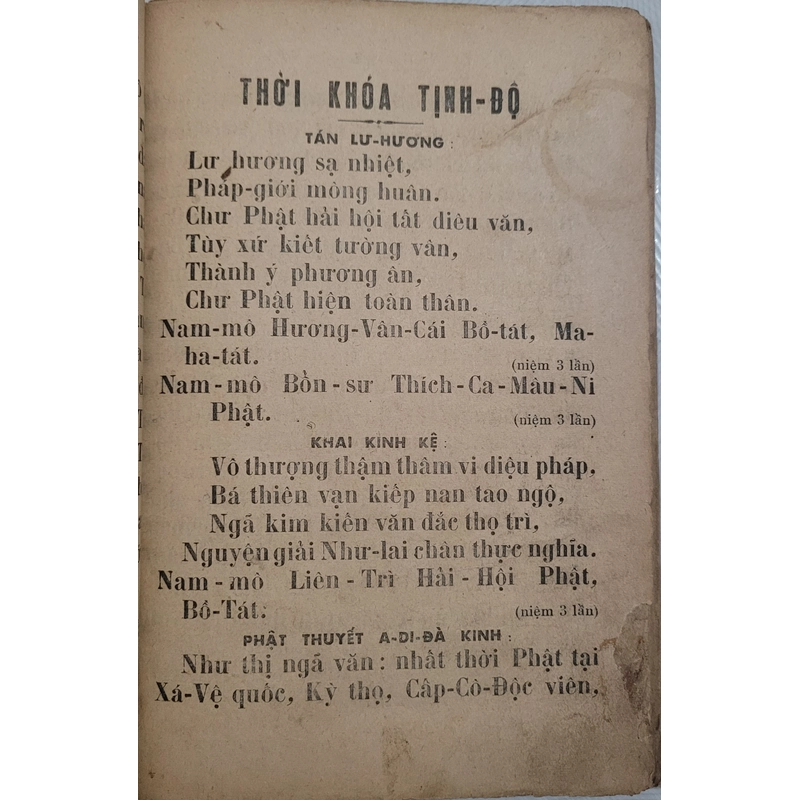 THỜI KHÓA TỊNH-ĐỘ
TÁN LƯ-HƯƠNG :
Lư hương sạ nhiệt,
Pháp-giới mông huân.
Chư Phật hải hội tất diêu văn,
Tùy xứ kiết tường vân,
Thành ý phương ân,
Chư Phật hiện toàn thân.
Nam-mô Hương-Vân-Cái Bồ-tát, Ma-
ha-tát. (niệm 3 lần)
Nam-mô Bổn-sư Thích-Ca-Mâu-Ni
Phật. (niệm 3 lần)
KHAI KINH KỆ :
Vô thượng thậm thâm vi diệu pháp,
Bá thiên vạn kiếp nan tao ngộ,
Ngã kim kiến văn đắc thọ trì,
Nguyện giải Như-lai chân thực nghĩa.
Nam-mô Liên-Trì Hải-Hội Phật,
Bồ-Tát. (niệm 3 lần)
PHẬT THUYẾT A-DI-ĐÀ KINH :
Như thị ngã văn : nhất thời Phật tại
Xá-Vệ quốc, Kỳ thọ, Cấp-Cô-Độc viên,